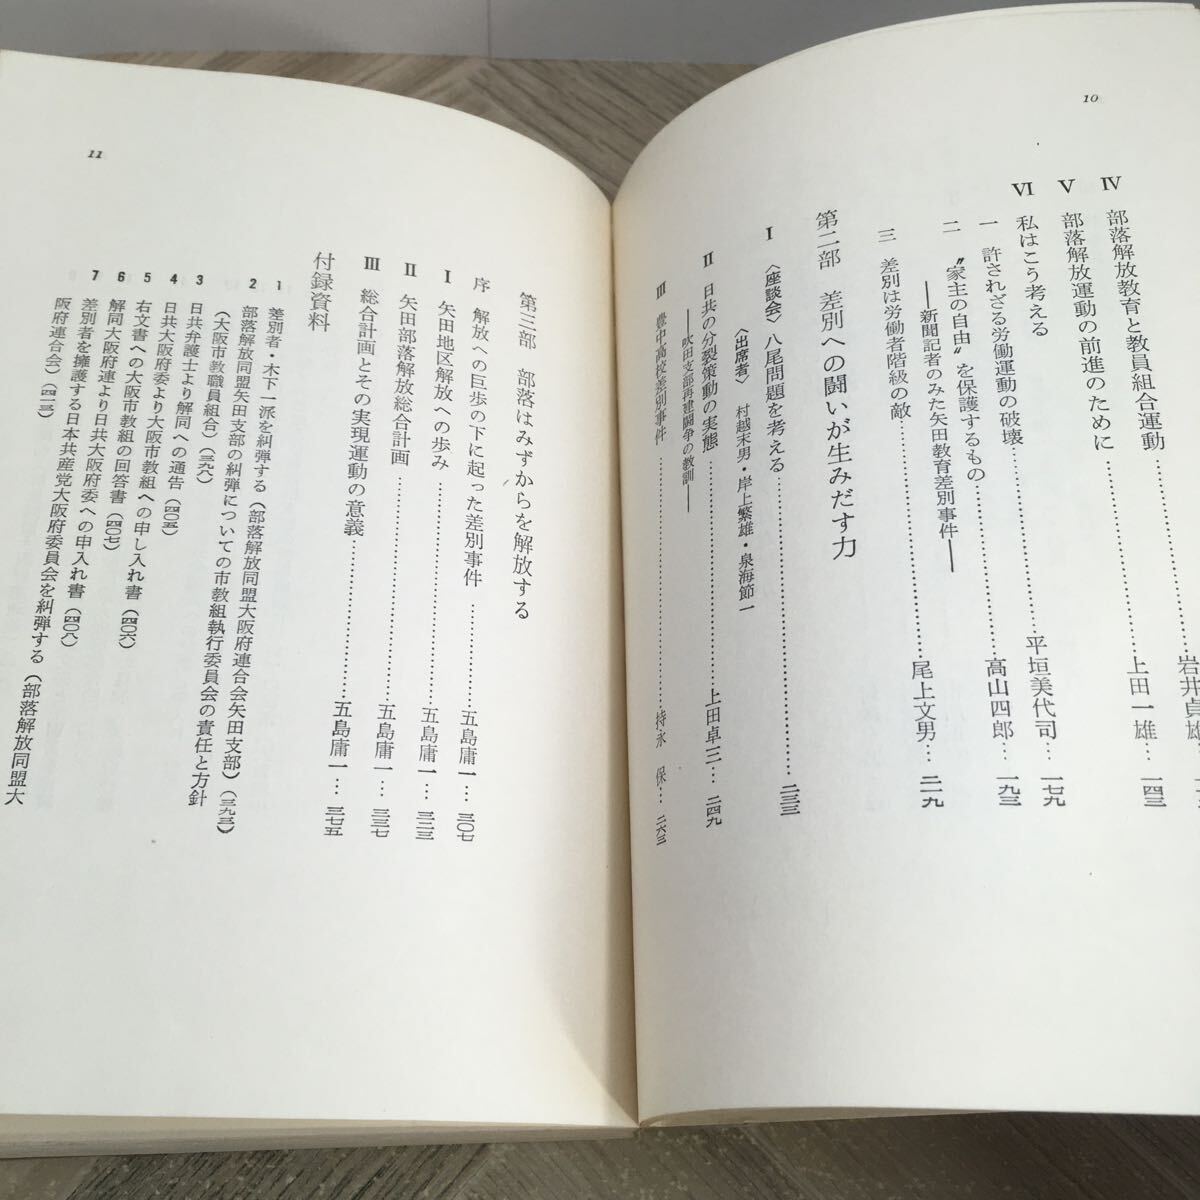 10
Ⅳ 部落解放教育と教員組合運動……岩井貞
Ⅴ 部落解放運動の前進のために……上田一雄…一四三
Ⅵ 私はこう考える
一 許されざる労働運動の破壊……平垣美代司…一七九
二 〝家主の自由〟を保護するもの……高山四郎…一九三
――新聞記者のみた矢田教育差別事件――
三 差別は労働者階級の敵……尾上文男…二一九
第二部 差別への闘いが生みだす力
Ⅰ 〈座談会〉八尾問題を考える……二三三
〈出席者〉 村越末男・岸上繁雄・泉海節一
Ⅱ 日共の分裂策動の実態……上田卓三…二四九
――吹田支部再建闘争の教訓――
Ⅲ 豊中高校差別事件……持永 保…二六三
11
第三部 部落はみずからを解放する
序 解放への巨歩の下に起った差別事件……五島庸一…三〇七
Ⅰ 矢田地区解放への歩み……五島庸一…三二三
Ⅱ 矢田部落解放総合計画……五島庸一…三三七
Ⅲ 総合計画とその実現運動の意義……五島庸一…三七五
付録資料
1 差別者・木下一派を糾弾する（部落解放同盟大阪府連合会矢田支部）（三九三）
2 部落解放同盟矢田支部の糾弾についての市教組執行委員会の責任と方針
（大阪市教職員組合）（三九八）
3 日共弁護士より解同への通告（四〇五）
4 日共大阪府委より大阪市教組への申し入れ書（四〇六）
5 右文書への大阪市教組の回答書（四〇七）
6 解同大阪府連より日共大阪府委への申入れ書（四〇八）
7 差別者を擁護する日本共産党大阪府委員会を糾弾する（部落解放同盟大
阪府連合会）（四一三）